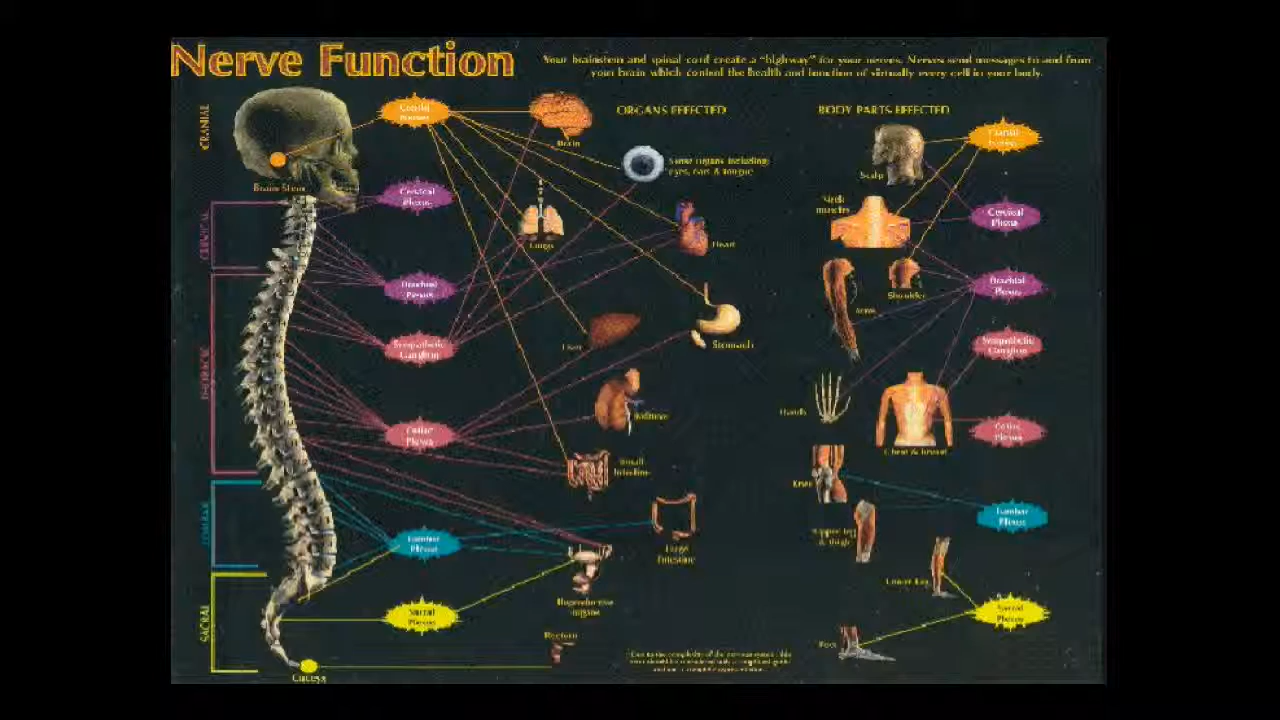 Nerve Function
Your brainstem and spinal cord create a "highway" for your nerves. Nerves send messages to and from
your brain which control the health and function of virtually every cell in your body.
CRANIAL
Cranial
Nerves
Brain
ORGANS EFFECTED
BODY PARTS EFFECTED
Cranial
Nerves
Some organs including
eyes, ears & tongue
Scalp
Brain Stem
Cervical
Plexus
Neck
muscles
Cervical
Plexus
CERVICAL
Lungs
Heart
Brachial
Plexus
Shoulder
Brachial
Plexus
Arms
Sympathetic
Ganglion
Liver
Stomach
Sympathetic
Ganglion
THORACIC
Kidneys
Hands
Celiac
Plexus
Celiac
Plexus
Chest & Breast
Small
Intestine
Knee
LUMBAR
Lumbar
Plexus
Large
Intestine
Upper leg
& thigh
Lumbar
Plexus
Lower leg
SACRAL
Sacral
Plexus
Reproductive
organs
Sacral
Plexus
Rectum
Feet
Coccyx